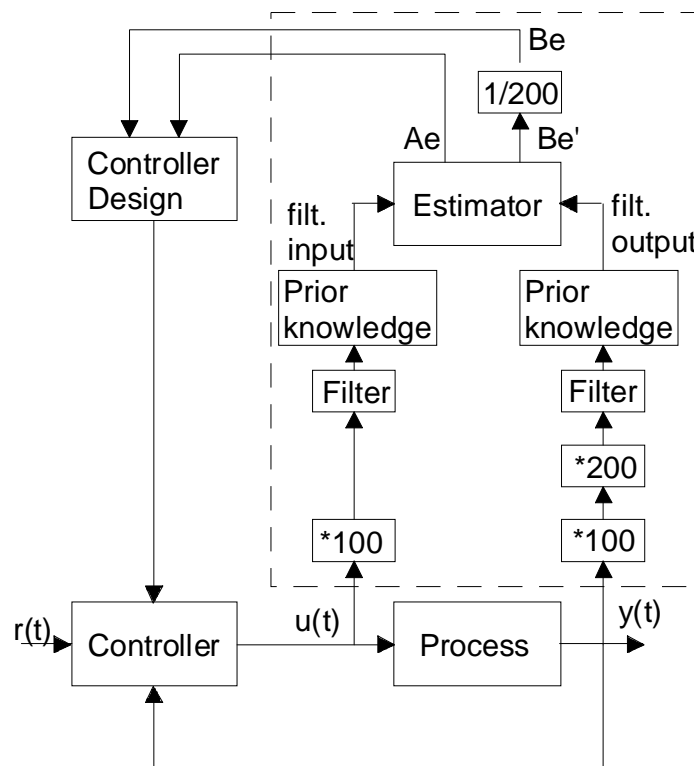 Be
1/200
Ae
Be'
Controller
Design
Estimator
filt.
input
filt.
output
Prior
knowledge
Prior
knowledge
Filter
Filter
*200
*100
*100
r(t)
Controller
u(t)
Process
y(t)